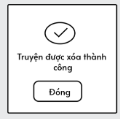 Truyện được xóa thành
công
Đóng